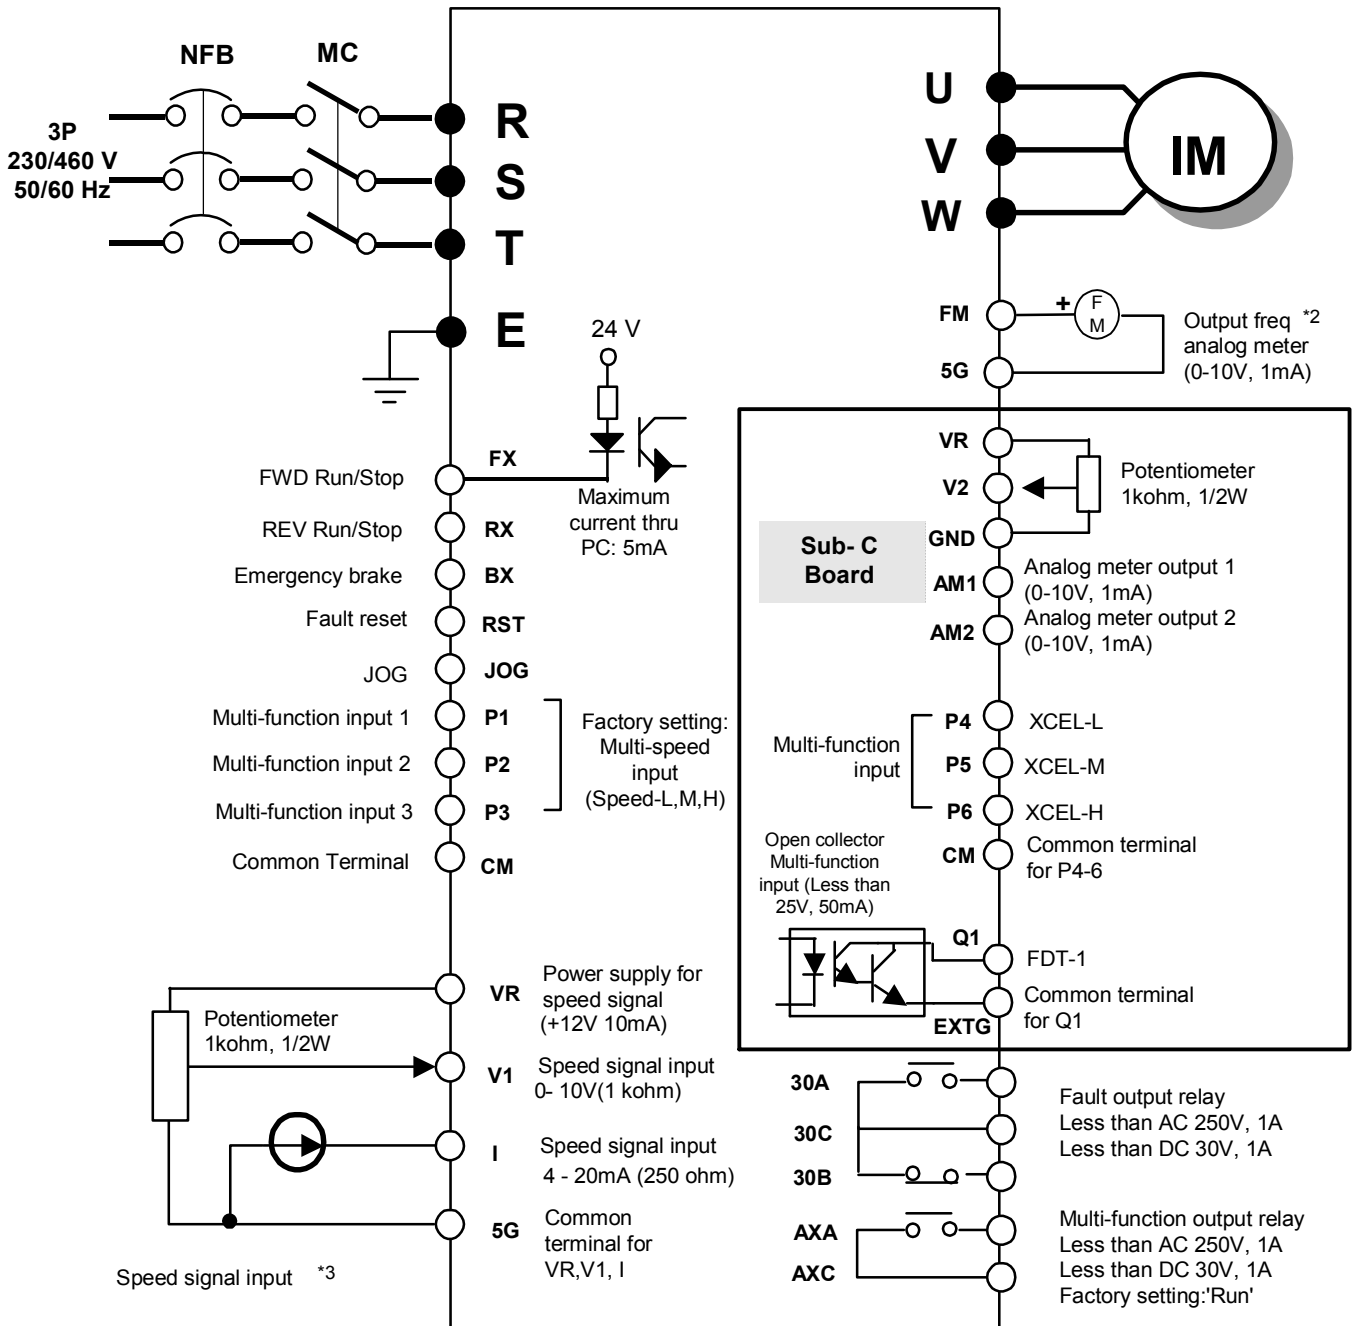 NFB
MC
3P
230/460 V
50/60 Hz
R
S
T
E
U
V
W
IM
24 V
FM
5G
+
F
M
Output freq *2
analog meter
(0-10V, 1mA)
FWD Run/Stop
FX
Maximum
current thru
PC: 5mA
REV Run/Stop
RX
Emergency brake
BX
Fault reset
RST
JOG
JOG
Multi-function input 1
P1
Multi-function input 2
P2
Multi-function input 3
P3
Factory setting:
Multi-speed
input
(Speed-L,M,H)
Common Terminal
CM
VR
Power supply for
speed signal
(+12V 10mA)
Potentiometer
1kohm, 1/2W
V1
Speed signal input
0- 10V(1 kohm)
I
Speed signal input
4 - 20mA (250 ohm)
5G
Common
terminal for
VR,V1, I
Speed signal input *3
VR
V2
GND
Potentiometer
1kohm, 1/2W
Sub- C
Board
AM1
Analog meter output 1
(0-10V, 1mA)
AM2
Analog meter output 2
(0-10V, 1mA)
Multi-function
input
P4
XCEL-L
P5
XCEL-M
P6
XCEL-H
CM
Common terminal
for P4-6
Open collector
Multi-function
input (Less than
25V, 50mA)
Q1
FDT-1
EXTG
Common terminal
for Q1
30A
30C
30B
Fault output relay
Less than AC 250V, 1A
Less than DC 30V, 1A
AXA
AXC
Multi-function output relay
Less than AC 250V, 1A
Less than DC 30V, 1A
Factory setting:'Run'